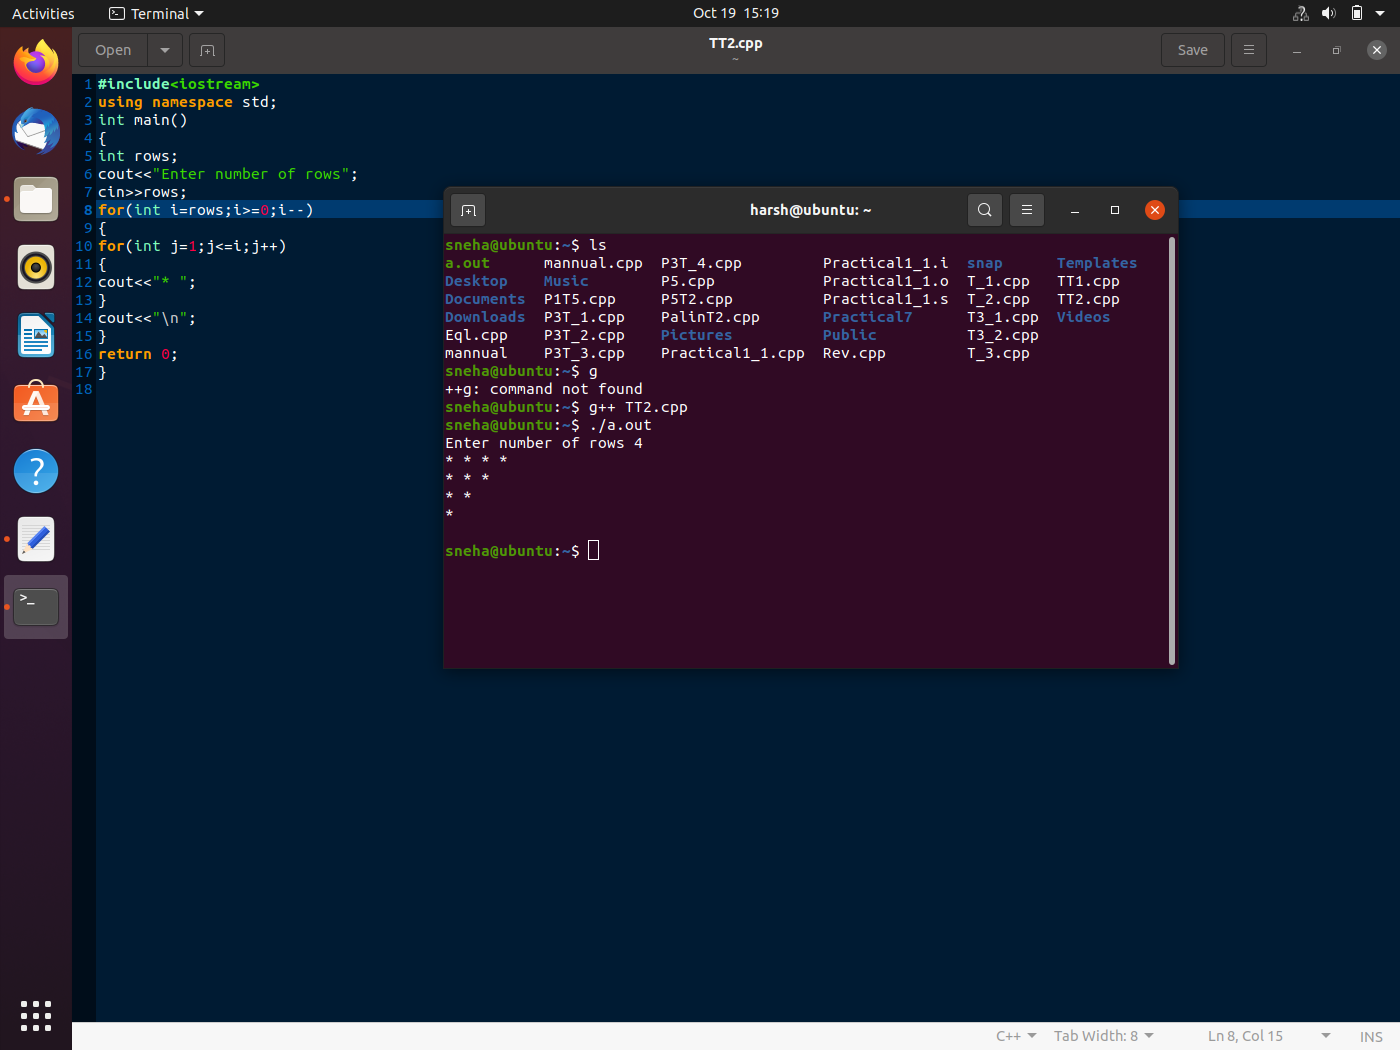 Activities Terminal Oct 19 15:19
Open TT2.cpp Save
~
1 #include<iostream>
2 using namespace std;
3 int main()
4 {
5 int rows;
6 cout<<"Enter number of rows";
7 cin>>rows;
8 for(int i=rows;i>=0;i--)
9 {
10 for(int j=1;j<=i;j++)
11 {
12 cout<<"* ";
13 }
14 cout<<"\n";
15 }
16 return 0;
17 }
18
harsh@ubuntu: ~
sneha@ubuntu:~$ ls
a.out mannual.cpp P3T_4.cpp Practical1_1.i snap Templates
Desktop Music P5.cpp Practical1_1.o T_1.cpp TT1.cpp
Documents P1T5.cpp P5T2.cpp Practical1_1.s T_2.cpp TT2.cpp
Downloads P3T_1.cpp PalinT2.cpp Practical7 T3_1.cpp Videos
Eql.cpp P3T_2.cpp Pictures Public T3_2.cpp
mannual P3T_3.cpp Practical1_1.cpp Rev.cpp T_3.cpp
sneha@ubuntu:~$ g
++g: command not found
sneha@ubuntu:~$ g++ TT2.cpp
sneha@ubuntu:~$ ./a.out
Enter number of rows 4
* * * *
* * *
* *
*
sneha@ubuntu:~$
C++ Tab Width: 8 Ln 8, Col 15 INS